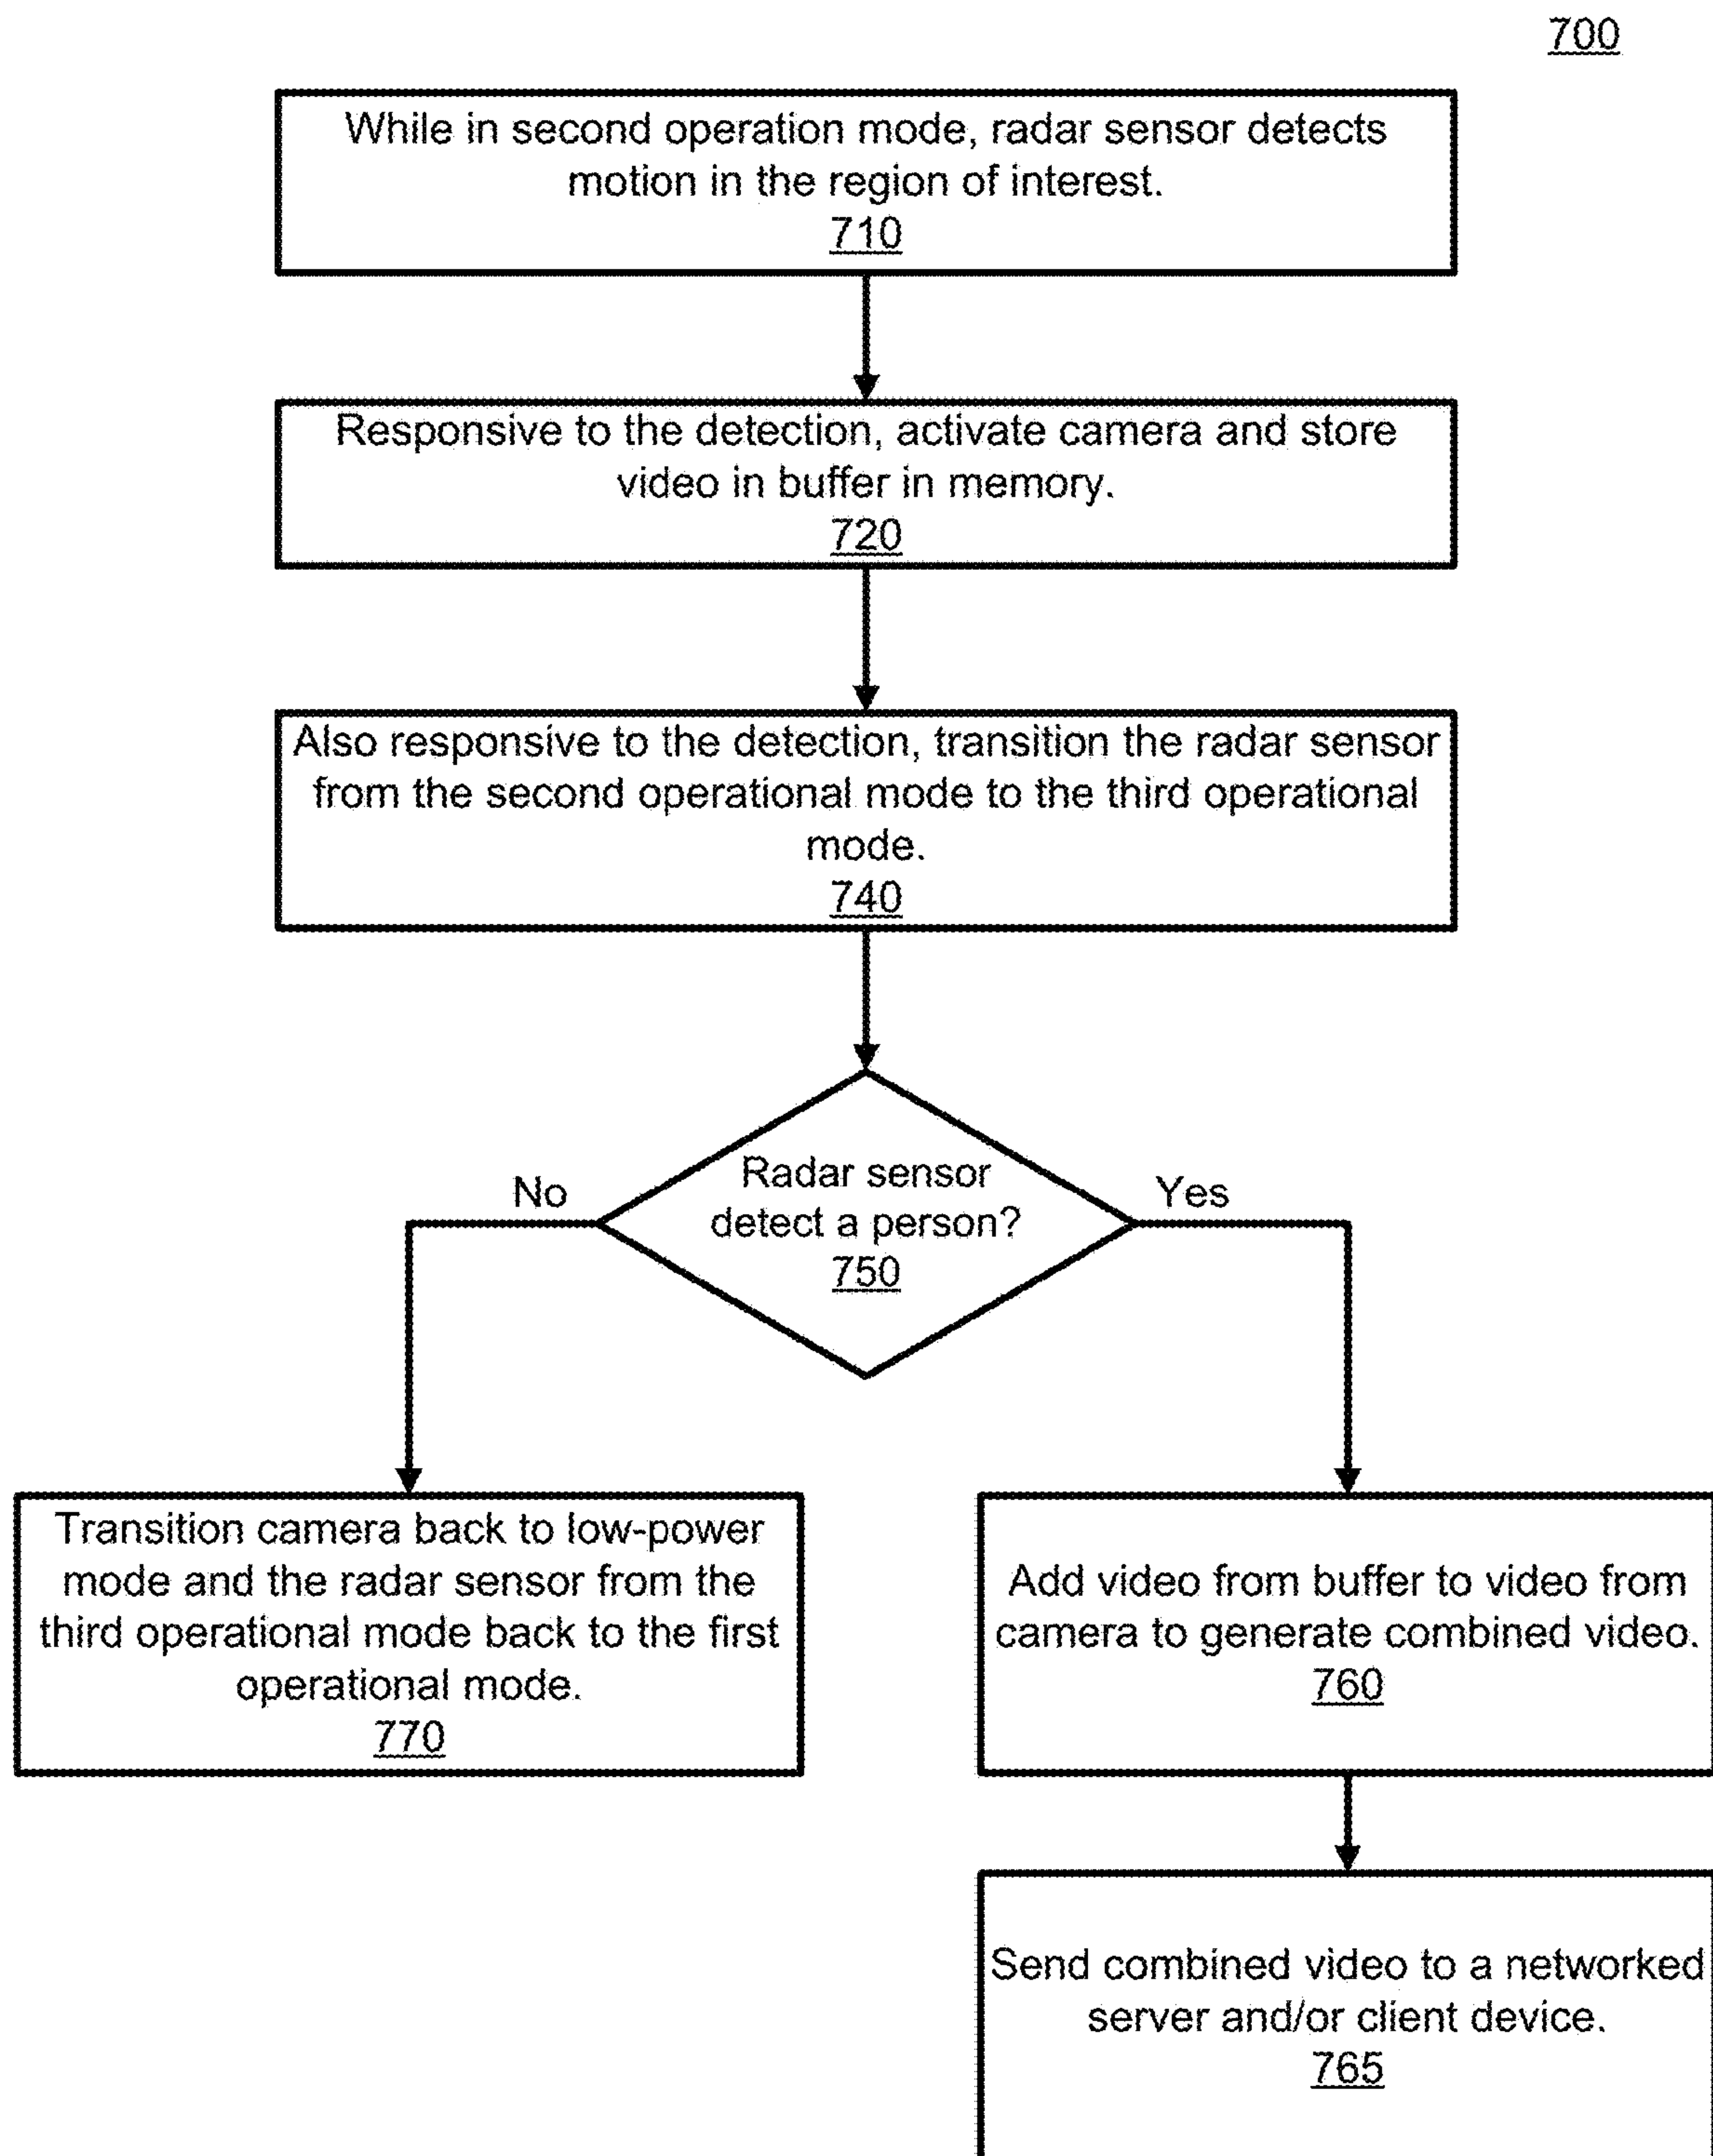 700
While in second operation mode, radar sensor detects
motion in the region of interest.
710
Responsive to the detection, activate camera and store
video in buffer in memory.
720
Also responsive to the detection, transition the radar sensor
from the second operational mode to the third operational
mode.
740
Radar sensor
detect a person?
750
No
Yes
Transition camera back to low-power
mode and the radar sensor from the
third operational mode back to the first
operational mode.
770
Add video from buffer to video from
camera to generate combined video.
760
Send combined video to a networked
server and/or client device.
765